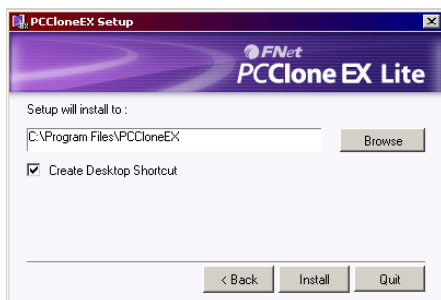 PCCloneEX Setup
FNet
PCClone EX Lite
Setup will install to :
C:\Program Files\PCCloneEX
Browse
Create Desktop Shortcut
< Back
Install
Quit